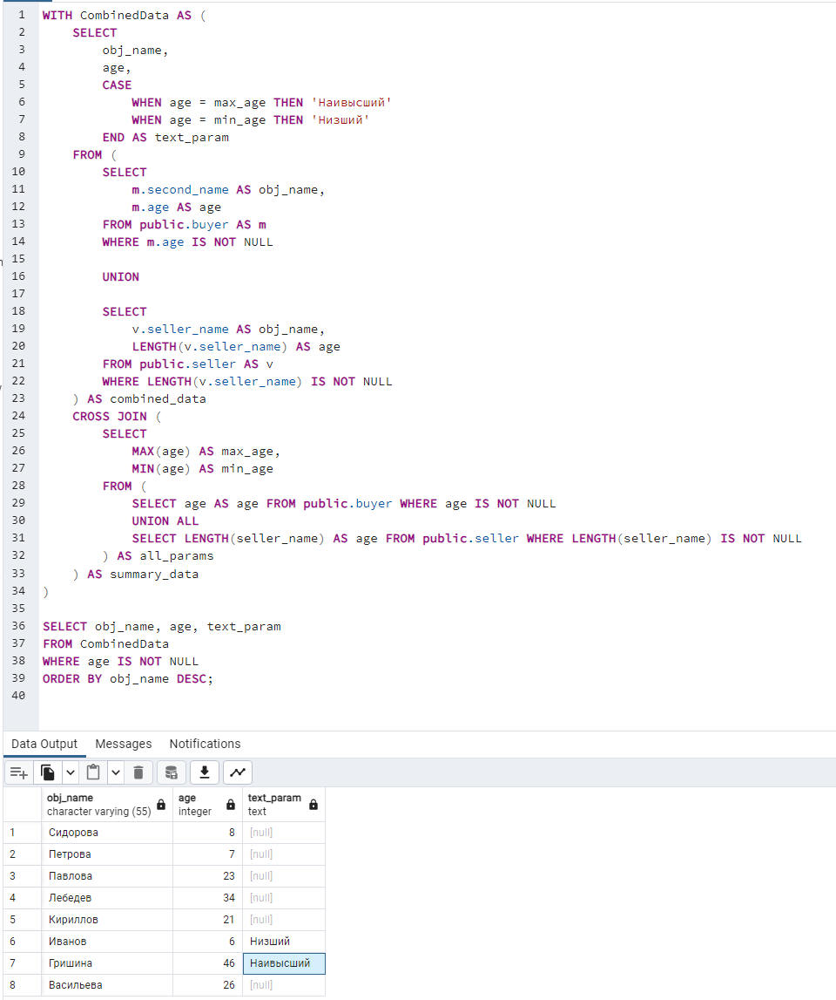 1 WITH CombinedData AS (
2 SELECT
3 obj_name,
4 age,
5 CASE
6 WHEN age = max_age THEN 'Наивысший'
7 WHEN age = min_age THEN 'Низший'
8 END AS text_param
9 FROM (
10 SELECT
11 m.second_name AS obj_name,
12 m.age AS age
13 FROM public.buyer AS m
14 WHERE m.age IS NOT NULL
15
16 UNION
17
18 SELECT
19 v.seller_name AS obj_name,
20 LENGTH(v.seller_name) AS age
21 FROM public.seller AS v
22 WHERE LENGTH(v.seller_name) IS NOT NULL
23 ) AS combined_data
24 CROSS JOIN (
25 SELECT
26 MAX(age) AS max_age,
27 MIN(age) AS min_age
28 FROM (
29 SELECT age AS age FROM public.buyer WHERE age IS NOT NULL
30 UNION ALL
31 SELECT LENGTH(seller_name) AS age FROM public.seller WHERE LENGTH(seller_name) IS NOT NULL
32 ) AS all_params
33 ) AS summary_data
34 )
35
36 SELECT obj_name, age, text_param
37 FROM CombinedData
38 WHERE age IS NOT NULL
39 ORDER BY obj_name DESC;
40
Data Output Messages Notifications
obj_name age text_param
character varying (55) integer text
1 Сидорова 8 [null]
2 Петрова 7 [null]
3 Павлова 23 [null]
4 Лебедев 34 [null]
5 Кириллов 21 [null]
6 Иванов 6 Низший
7 Гришина 46 Наивысший
8 Васильева 26 [null]